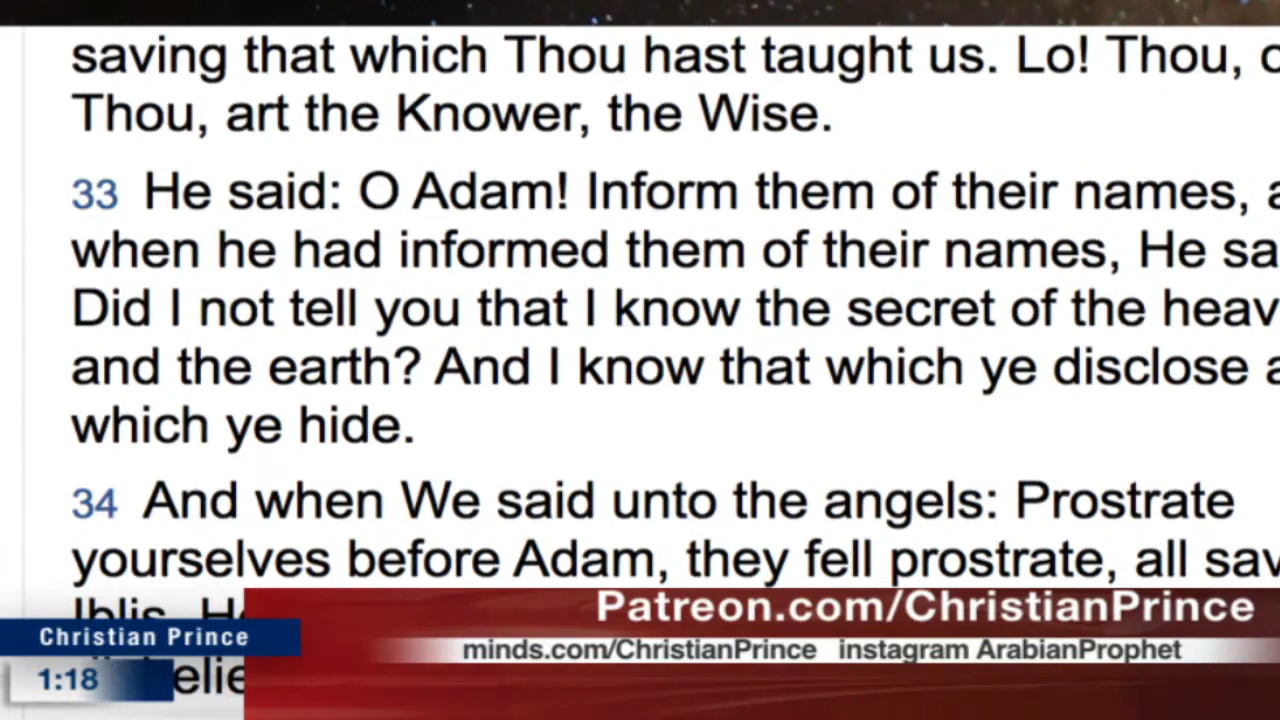 saving that which Thou hast taught us. Lo! Thou,
Thou, art the Knower, the Wise.
33 He said: O Adam! Inform them of their names,
when he had informed them of their names, He sa
Did I not tell you that I know the secret of the heav
and the earth? And I know that which ye disclose
which ye hide.
34 And when We said unto the angels: Prostrate
yourselves before Adam, they fell prostrate, all sav
Iblis. H
elie
Patreon.com/ChristianPrince
minds.com/ChristianPrince instagram ArabianProphet
Christian Prince
1:18